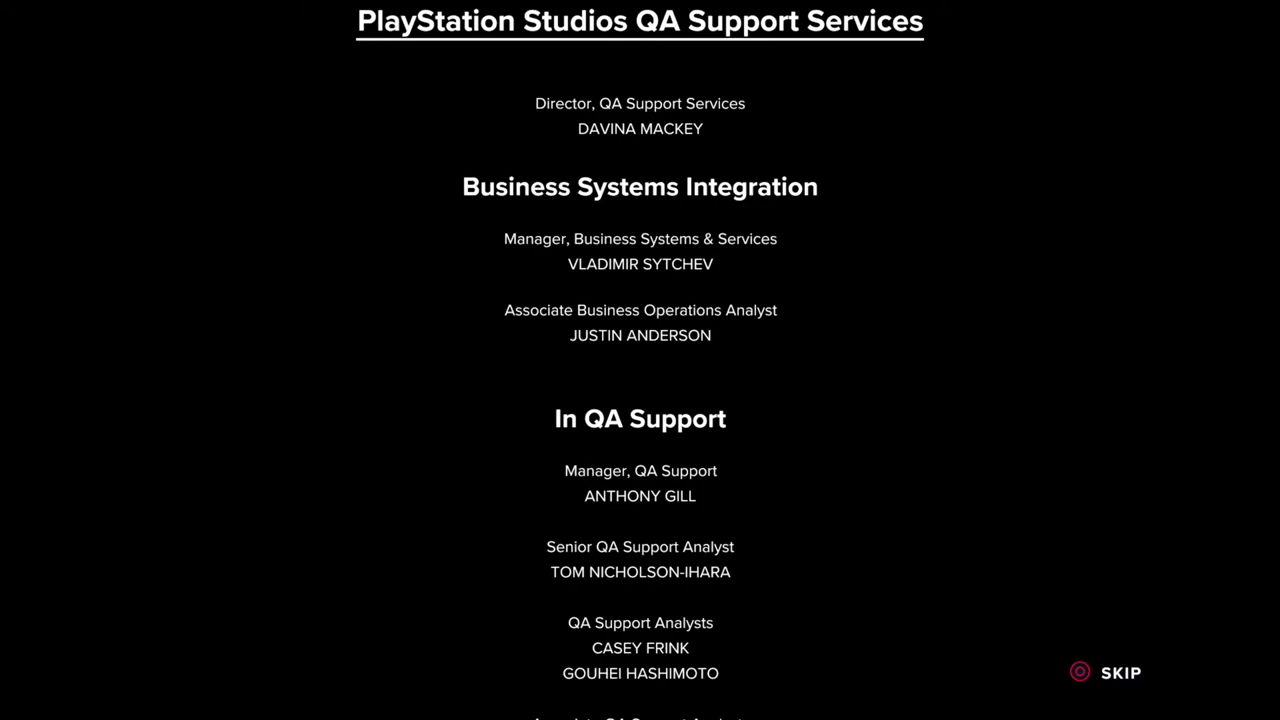 PlayStation Studios QA Support Services
Director, QA Support Services
DAVINA MACKEY
Business Systems Integration
Manager, Business Systems & Services
VLADIMIR SYTCHEV
Associate Business Operations Analyst
JUSTIN ANDERSON
In QA Support
Manager, QA Support
ANTHONY GILL
Senior QA Support Analyst
TOM NICHOLSON-IHARA
QA Support Analysts
CASEY FRINK
GOUHEI HASHIMOTO
SKIP